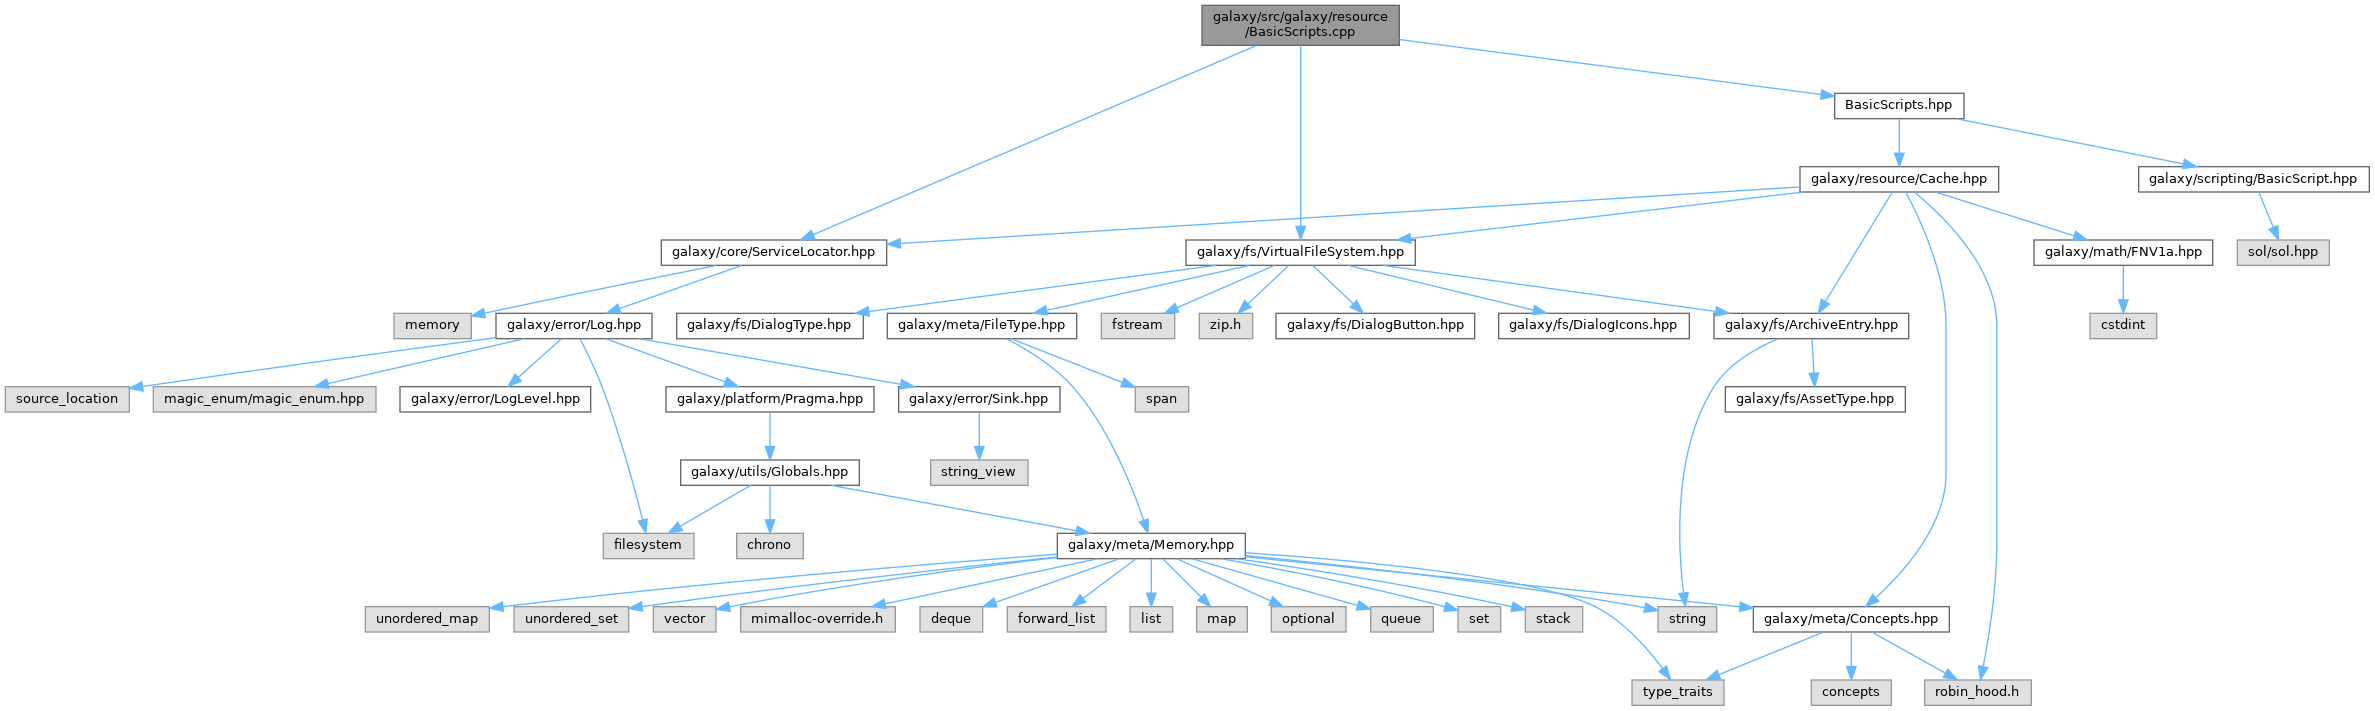 galaxy/src/galaxy/resource
/BasicScripts.cpp
BasicScripts.hpp
galaxy/resource/Cache.hpp
galaxy/scripting/BasicScript.hpp
galaxy/core/ServiceLocator.hpp
galaxy/fs/VirtualFileSystem.hpp
galaxy/math/FNV1a.hpp
sol/sol.hpp
memory
galaxy/error/Log.hpp
galaxy/fs/DialogType.hpp
galaxy/meta/FileType.hpp
fstream
zip.h
galaxy/fs/DialogButton.hpp
galaxy/fs/DialogIcons.hpp
galaxy/fs/ArchiveEntry.hpp
cstdint
source_location
magic_enum/magic_enum.hpp
galaxy/error/LogLevel.hpp
galaxy/platform/Pragma.hpp
galaxy/error/Sink.hpp
span
galaxy/fs/AssetType.hpp
galaxy/utils/Globals.hpp
string_view
filesystem
chrono
galaxy/meta/Memory.hpp
unordered_map
unordered_set
vector
mimalloc-override.h
deque
forward_list
list
map
optional
queue
set
stack
string
galaxy/meta/Concepts.hpp
type_traits
concepts
robin_hood.h